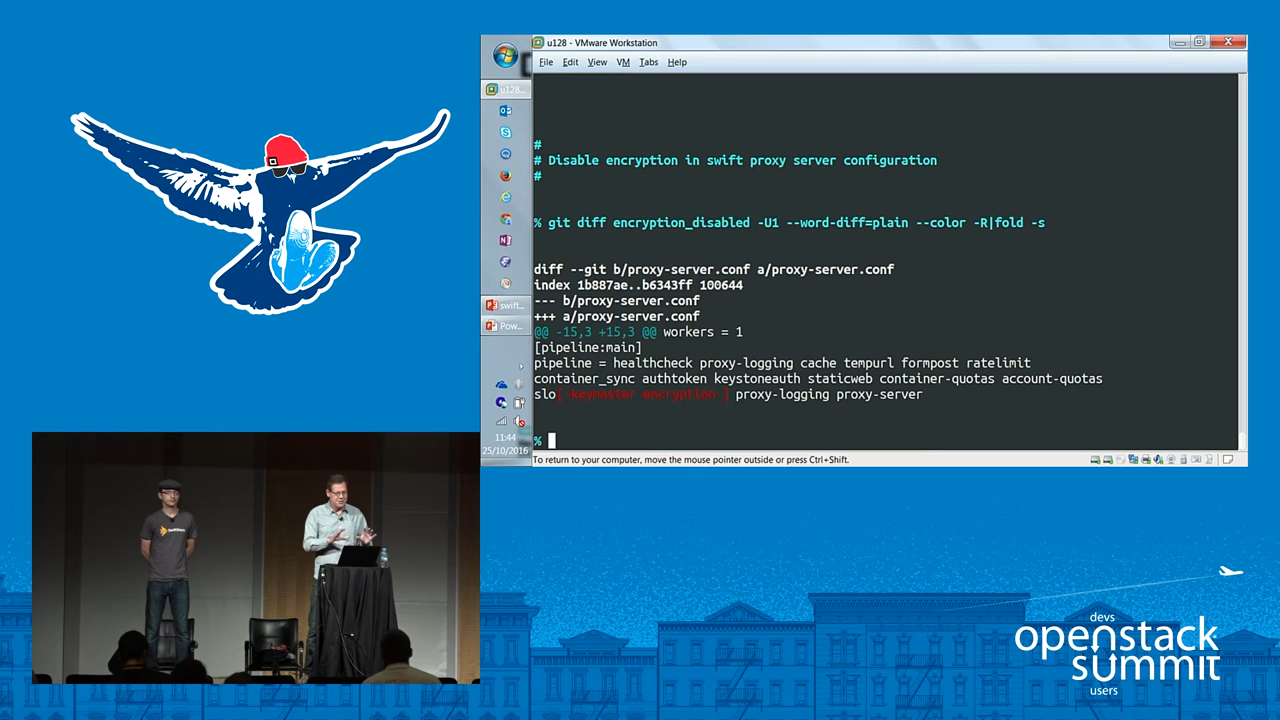 u128 - VMware Workstation
File Edit View VM Tabs Help
u128...
#
# Disable encryption in swift proxy server configuration
#
% git diff encryption_disabled -U1 --word-diff=plain --color -R|fold -s
diff --git b/proxy-server.conf a/proxy-server.conf
index 1b887ae..b6343ff 100644
--- b/proxy-server.conf
+++ a/proxy-server.conf
@@ -15,3 +15,3 @@ workers = 1
[pipeline:main]
pipeline = healthcheck proxy-logging cache tempurl formpost ratelimit
container_sync authtoken keystoneauth staticweb container-quotas account-quotas
slo[-keymaster encryption-] proxy-logging proxy-server
%
swift...
Pow...
11:44
25/10/2016
To return to your computer, move the mouse pointer outside or press Ctrl+Shift.
devs
openstack
summit
users